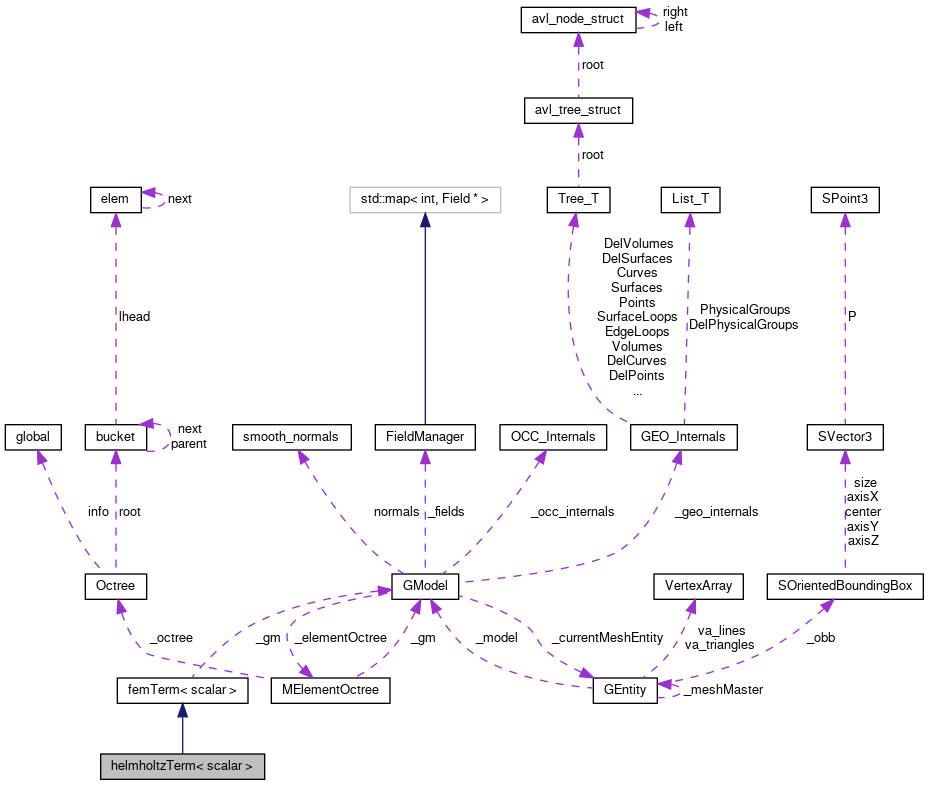 avl_node_struct
right
left
root
avl_tree_struct
root
elem
next
std::map< int, Field * >
Tree_T
List_T
SPoint3
DelVolumes
DelSurfaces
Curves
Surfaces
Points
SurfaceLoops
EdgeLoops
Volumes
DelCurves
DelPoints
...
PhysicalGroups
DelPhysicalGroups
lhead
P
global
bucket
next
parent
smooth_normals
FieldManager
OCC_Internals
GEO_Internals
SVector3
info
root
normals
_fields
_occ_internals
_geo_internals
size
axisX
center
axisY
axisZ
Octree
GModel
VertexArray
SOrientedBoundingBox
_octree
_gm
_elementOctree
_gm
_model
_currentMeshEntity
va_lines
va_triangles
_obb
femTerm< scalar >
MElementOctree
GEntity
_meshMaster
helmholtzTerm< scalar >